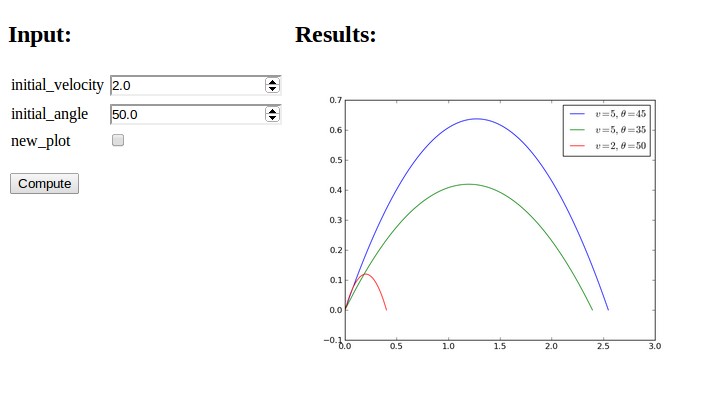 Input:
initial_velocity 2.0
initial_angle 50.0
new_plot
Compute
Results:
0.7
0.6
0.5
0.4
0.3
0.2
0.1
0.0
−0.1
0.0 0.5 1.0 1.5 2.0 2.5 3.0
v=5, θ=45
v=5, θ=35
v=2, θ=50